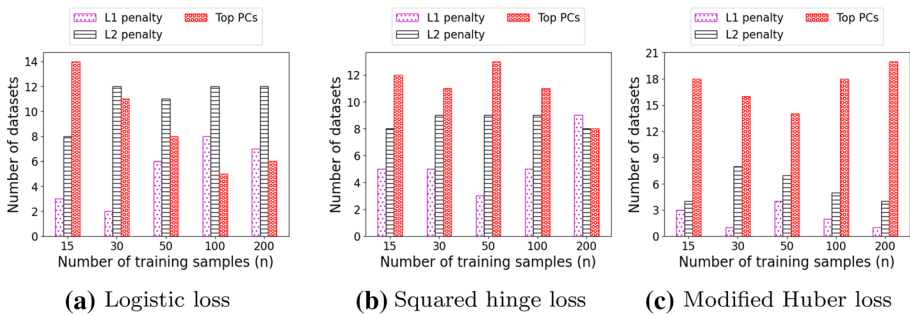 L1 penalty
L2 penalty
Top PCs
Number of datasets
14
12
10
8
6
4
2
0
15 30 50 100 200
Number of training samples (n)
(a) Logistic loss
L1 penalty
L2 penalty
Top PCs
Number of datasets
12
10
8
6
4
2
0
15 30 50 100 200
Number of training samples (n)
(b) Squared hinge loss
L1 penalty
L2 penalty
Top PCs
Number of datasets
21
18
15
12
9
6
3
0
15 30 50 100 200
Number of training samples (n)
(c) Modified Huber loss